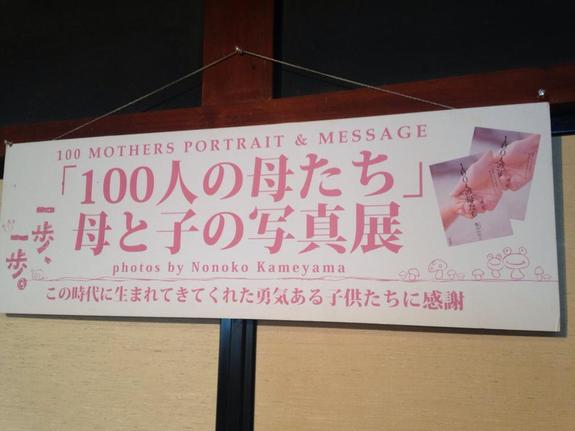 100 MOTHERS PORTRAIT & MESSAGE
「100人の母たち」
母と子の写真展
一歩、
一歩。
photos by Nonoko Kameyama
この時代に生まれてきてくれた勇気ある子供たちに感謝